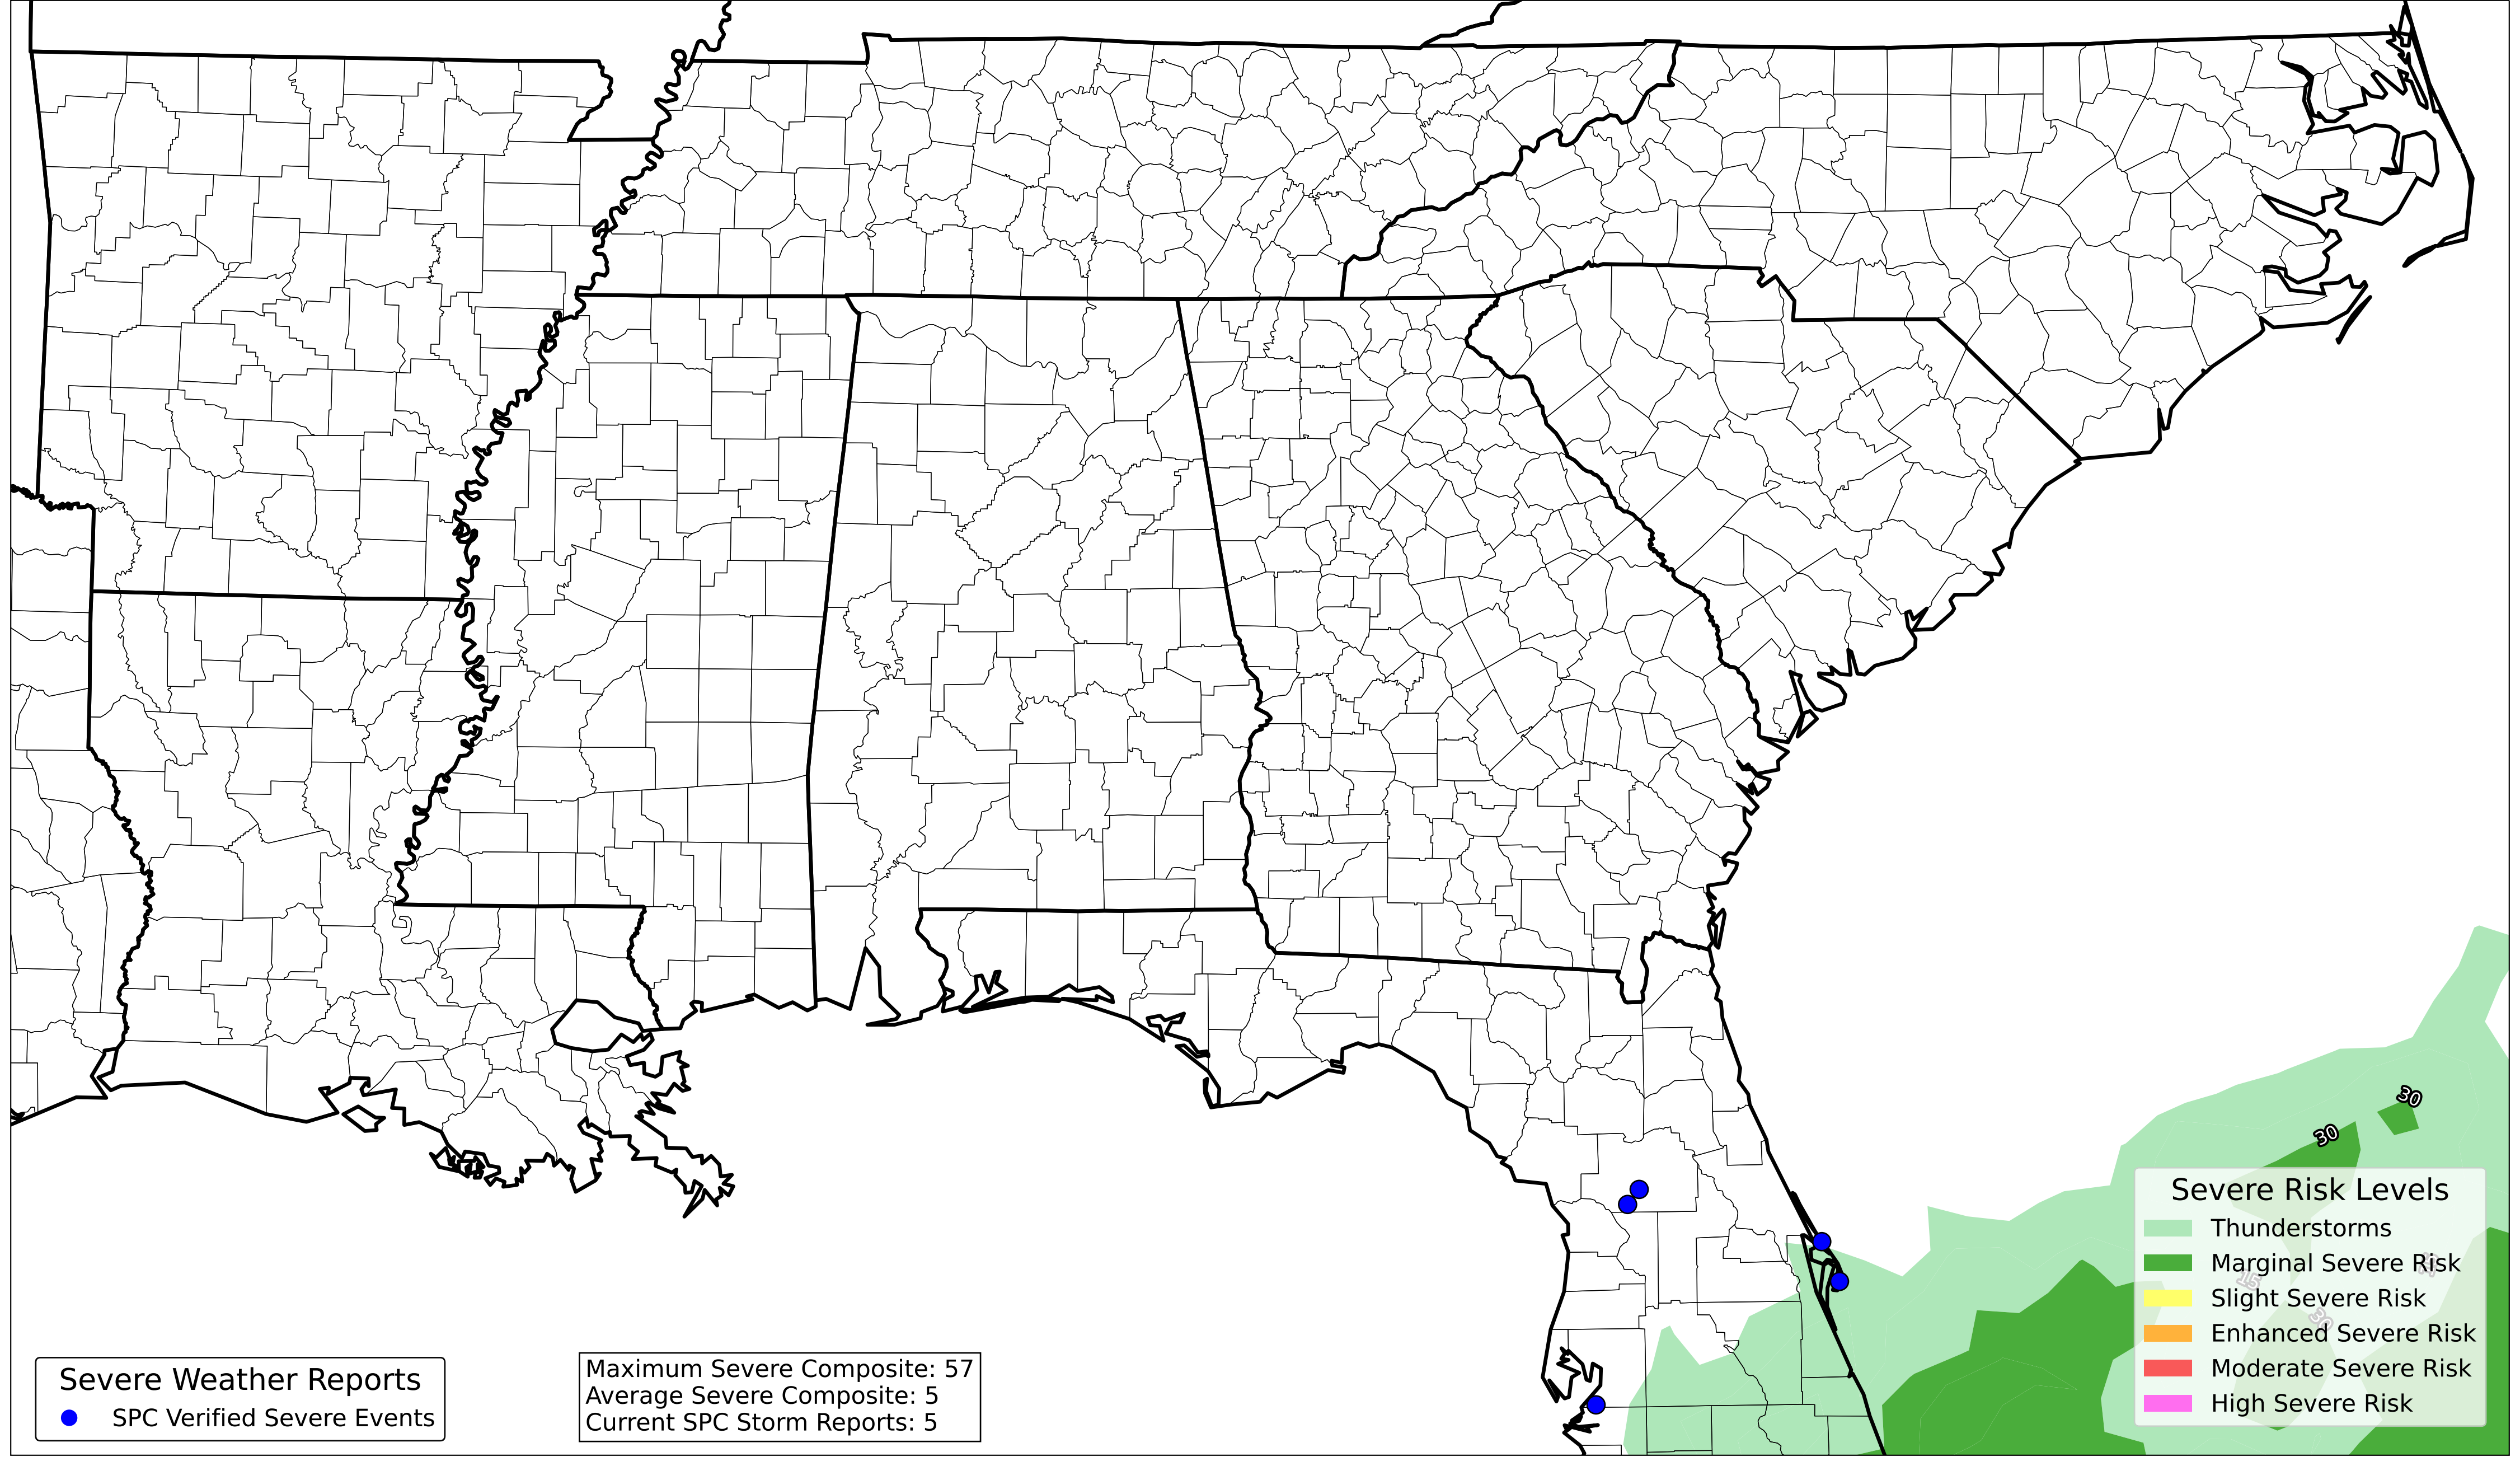 30
30
Severe Risk Levels
Thunderstorms
Marginal Severe Risk
15
Slight Severe Risk
30
Enhanced Severe Risk
Moderate Severe Risk
High Severe Risk
Severe Weather Reports
SPC Verified Severe Events
Maximum Severe Composite: 57
Average Severe Composite: 5
Current SPC Storm Reports: 5